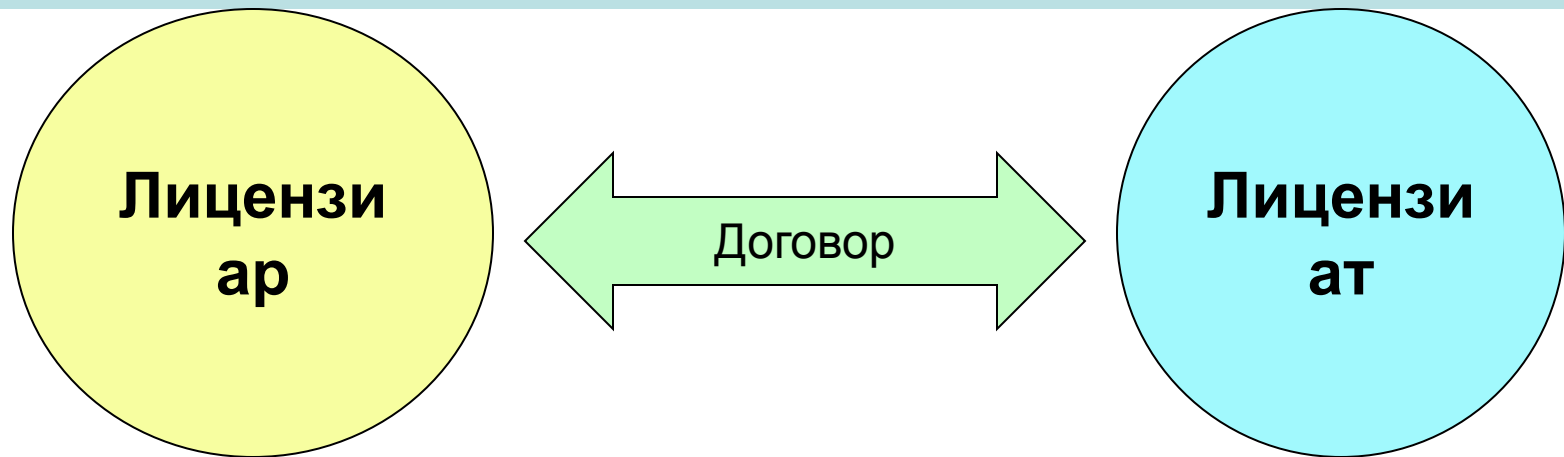 Лицензи
ар
Договор
Лицензи
ат